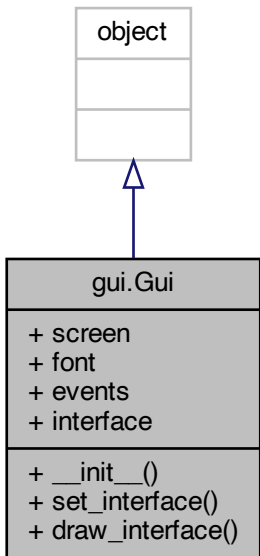 object
gui.Gui
+ screen
+ font
+ events
+ interface
+ __init__()
+ set_interface()
+ draw_interface()